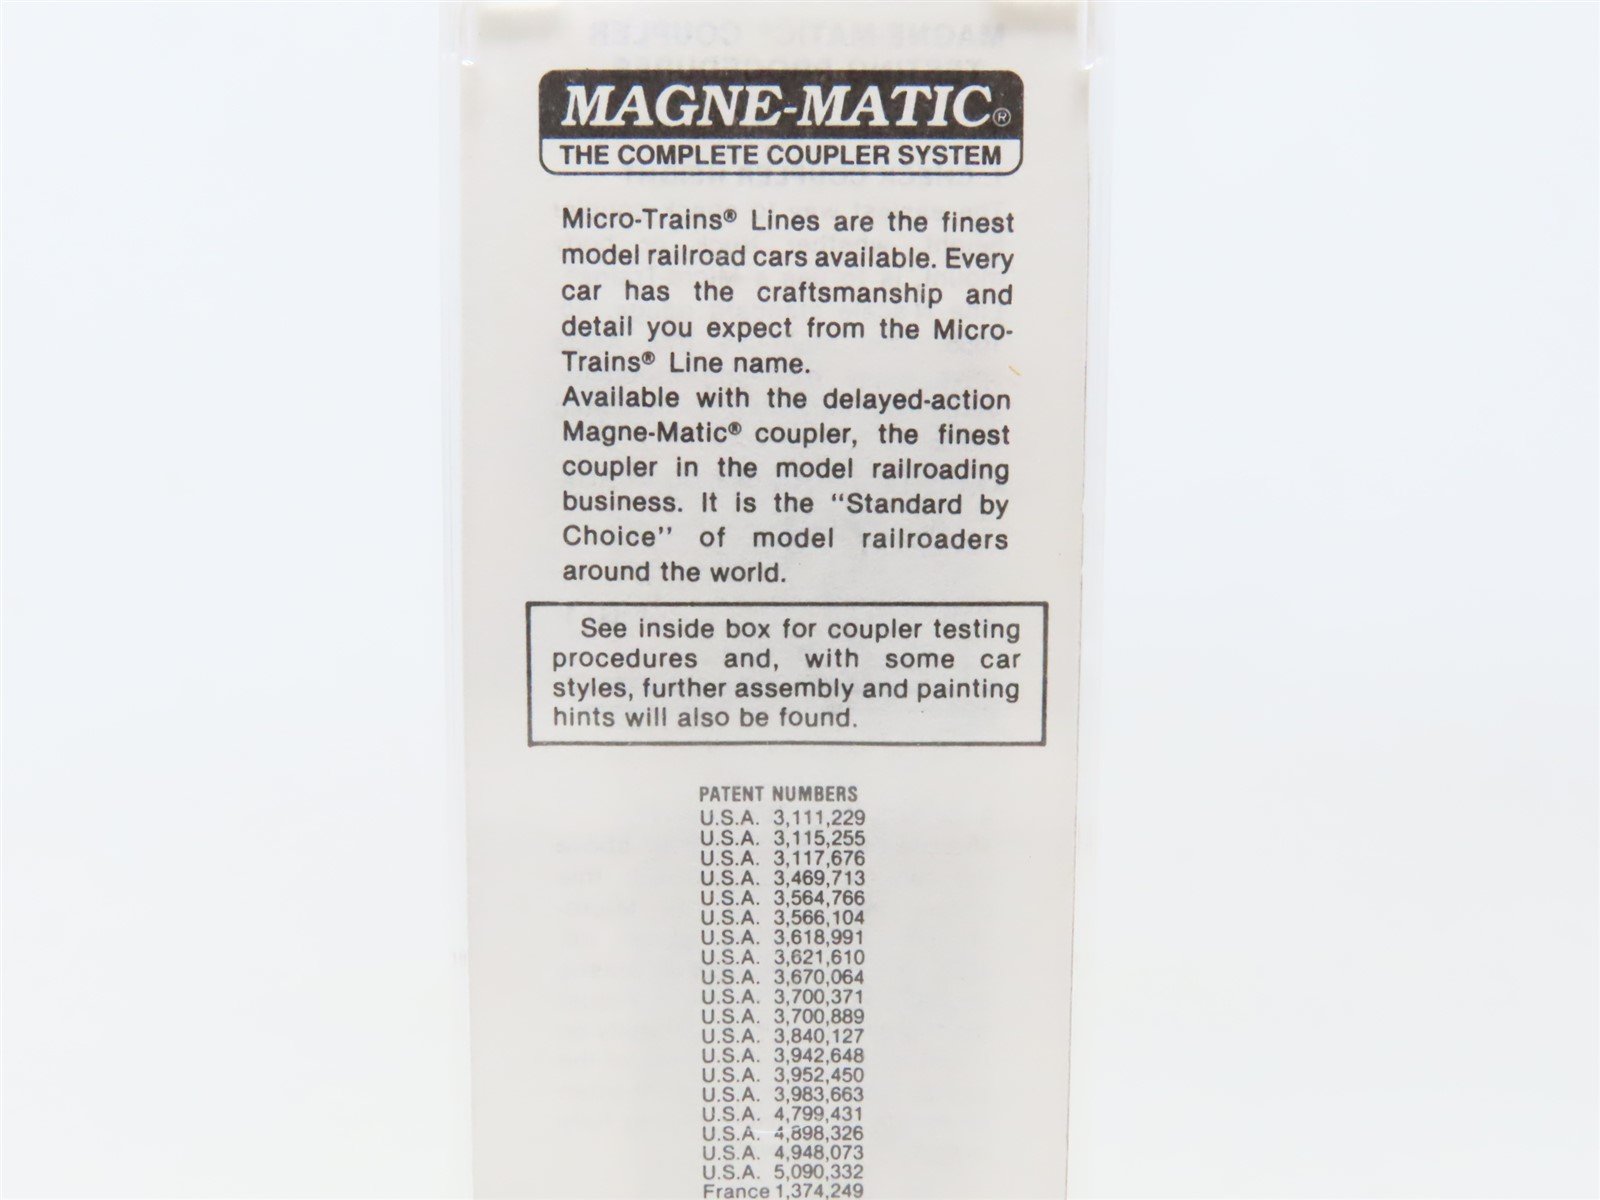 MAGNE-MATIC®
THE COMPLETE COUPLER SYSTEM
Micro-Trains® Lines are the finest
model railroad cars available. Every
car has the craftsmanship and
detail you expect from the Micro-
Trains® Line name.
Available with the delayed-action
Magne-Matic® coupler, the finest
coupler in the model railroading
business. It is the “Standard by
Choice” of model railroaders
around the world.
See inside box for coupler testing
procedures and, with some car
styles, further assembly and painting
hints will also be found.
PATENT NUMBERS
U.S.A. 3,111,229
U.S.A. 3,115,255
U.S.A. 3,117,676
U.S.A. 3,469,713
U.S.A. 3,564,766
U.S.A. 3,566,104
U.S.A. 3,618,991
U.S.A. 3,621,610
U.S.A. 3,670,064
U.S.A. 3,700,371
U.S.A. 3,700,889
U.S.A. 3,840,127
U.S.A. 3,942,648
U.S.A. 3,952,450
U.S.A. 3,983,663
U.S.A. 4,799,431
U.S.A. 4,898,326
U.S.A. 4,948,073
U.S.A. 5,090,332
France 1,374,249